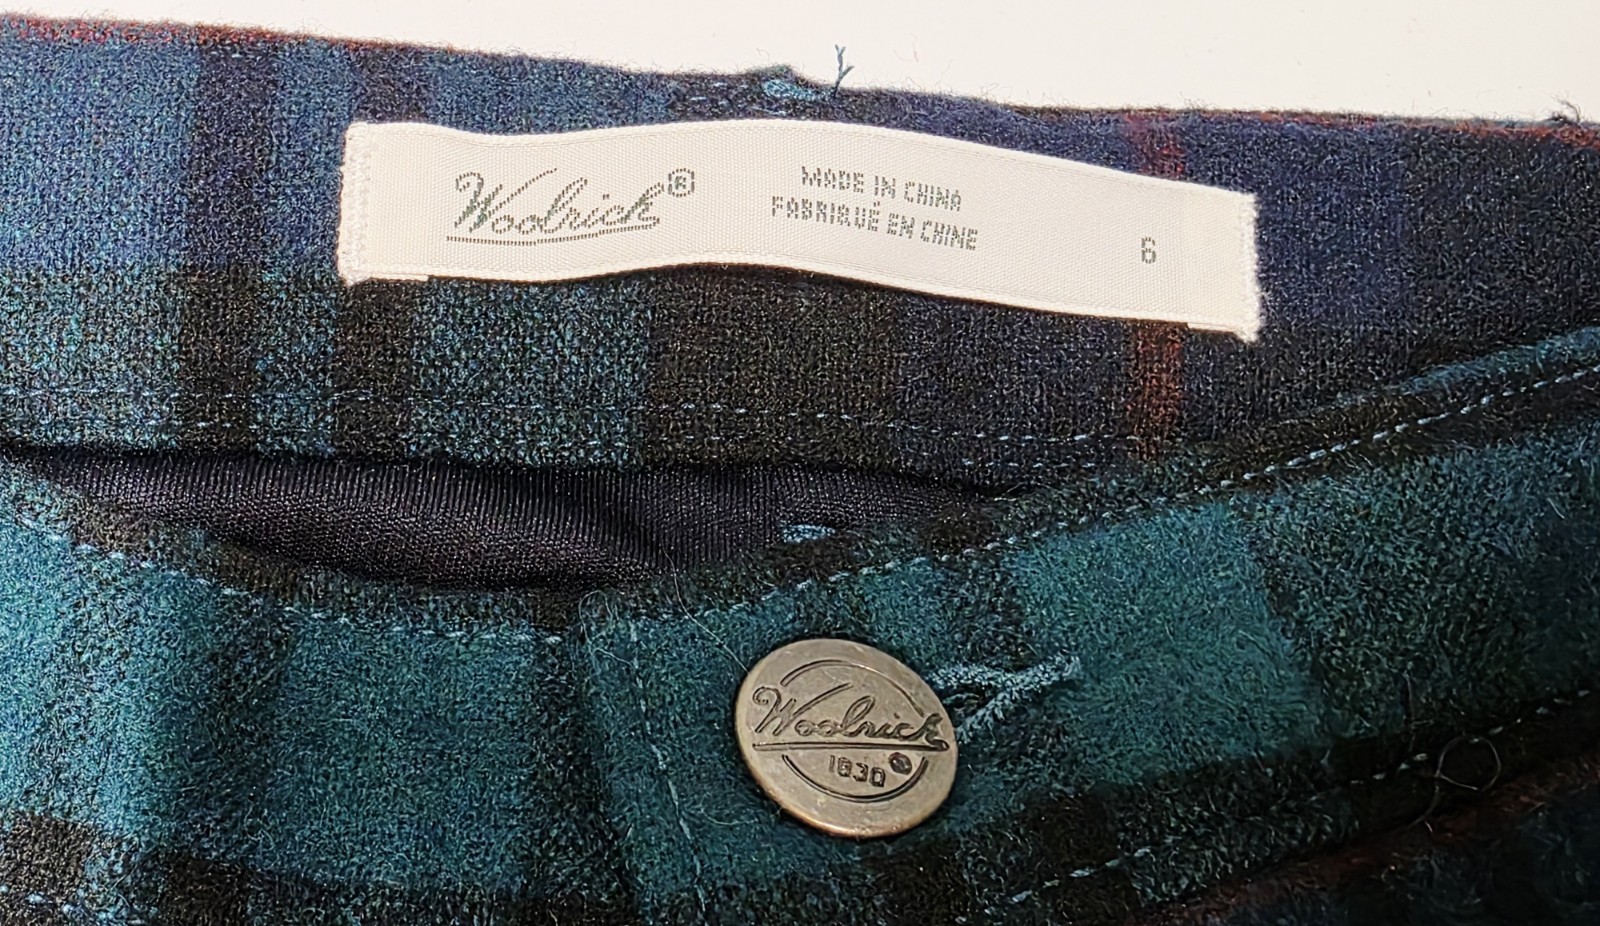 Woolrich®
MADE IN CHINA
FABRIQUÉ EN CHINE
6
Woolrich
1830